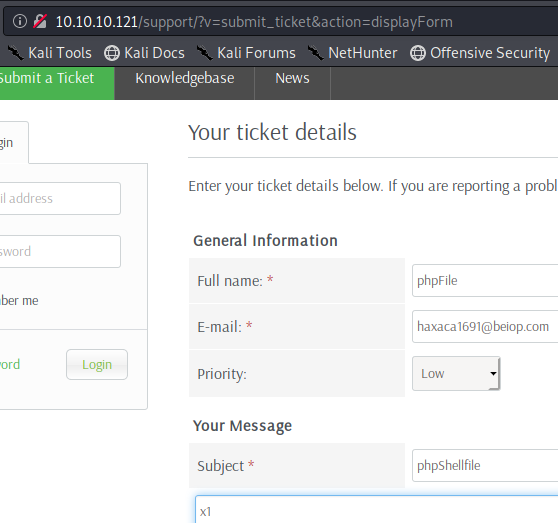 10.10.10.121/support/?v=submit_ticket&action=displayForm
Kali Tools Kali Docs Kali Forums NetHunter Offensive Security
Submit a Ticket Knowledgebase News
gin
Your ticket details
Enter your ticket details below. If you are reporting a probl
il address
General Information
ssword
Full name: * phpFile
ber me
E-mail: * haxaca1691@beiop.com
word Login
Priority: Low
Your Message
Subject * phpShellfile
x1